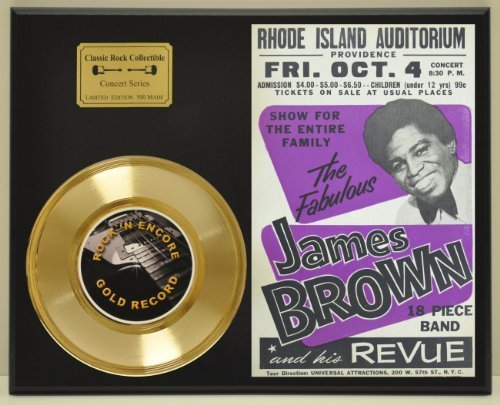 Classic Rock Collectible
Concert Series
LIMITED EDITION 500 MADE
ROCK 'N ENCORE
GOLD RECORD
RHODE ISLAND AUDITORIUM
PROVIDENCE
FRI. OCT. 4 CONCERT
8:30 P. M.
ADMISSION $4.00 - $5.00 - $6.50 -- CHILDREN (under 12 yrs) 99c
TICKETS ON SALE AT USUAL PLACES
SHOW FOR
THE ENTIRE
FAMILY
The
Fabulous
James
BROWN
18 PIECE
BAND
and his REVUE
Tour Direction: UNIVERSAL ATTRACTIONS, 200 W. 57th ST., N. Y. C.